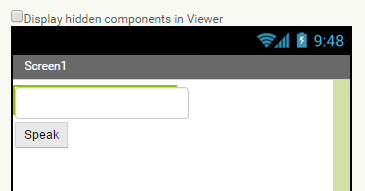 Display hidden components in Viewer
9:48
Screen1
Speak